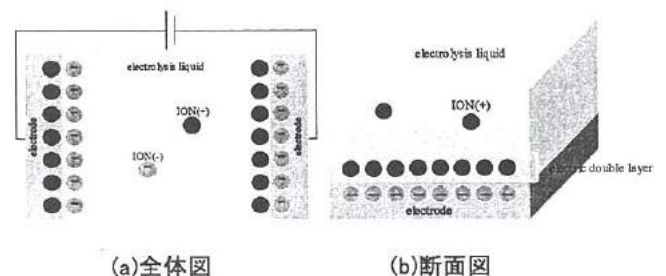 electrolysis liquid
ION(+)
ION(-)
electrode
electrode
(a)全体図
electrolysis liquid
ION(+)
electric double layer
electrode
(b)断面図